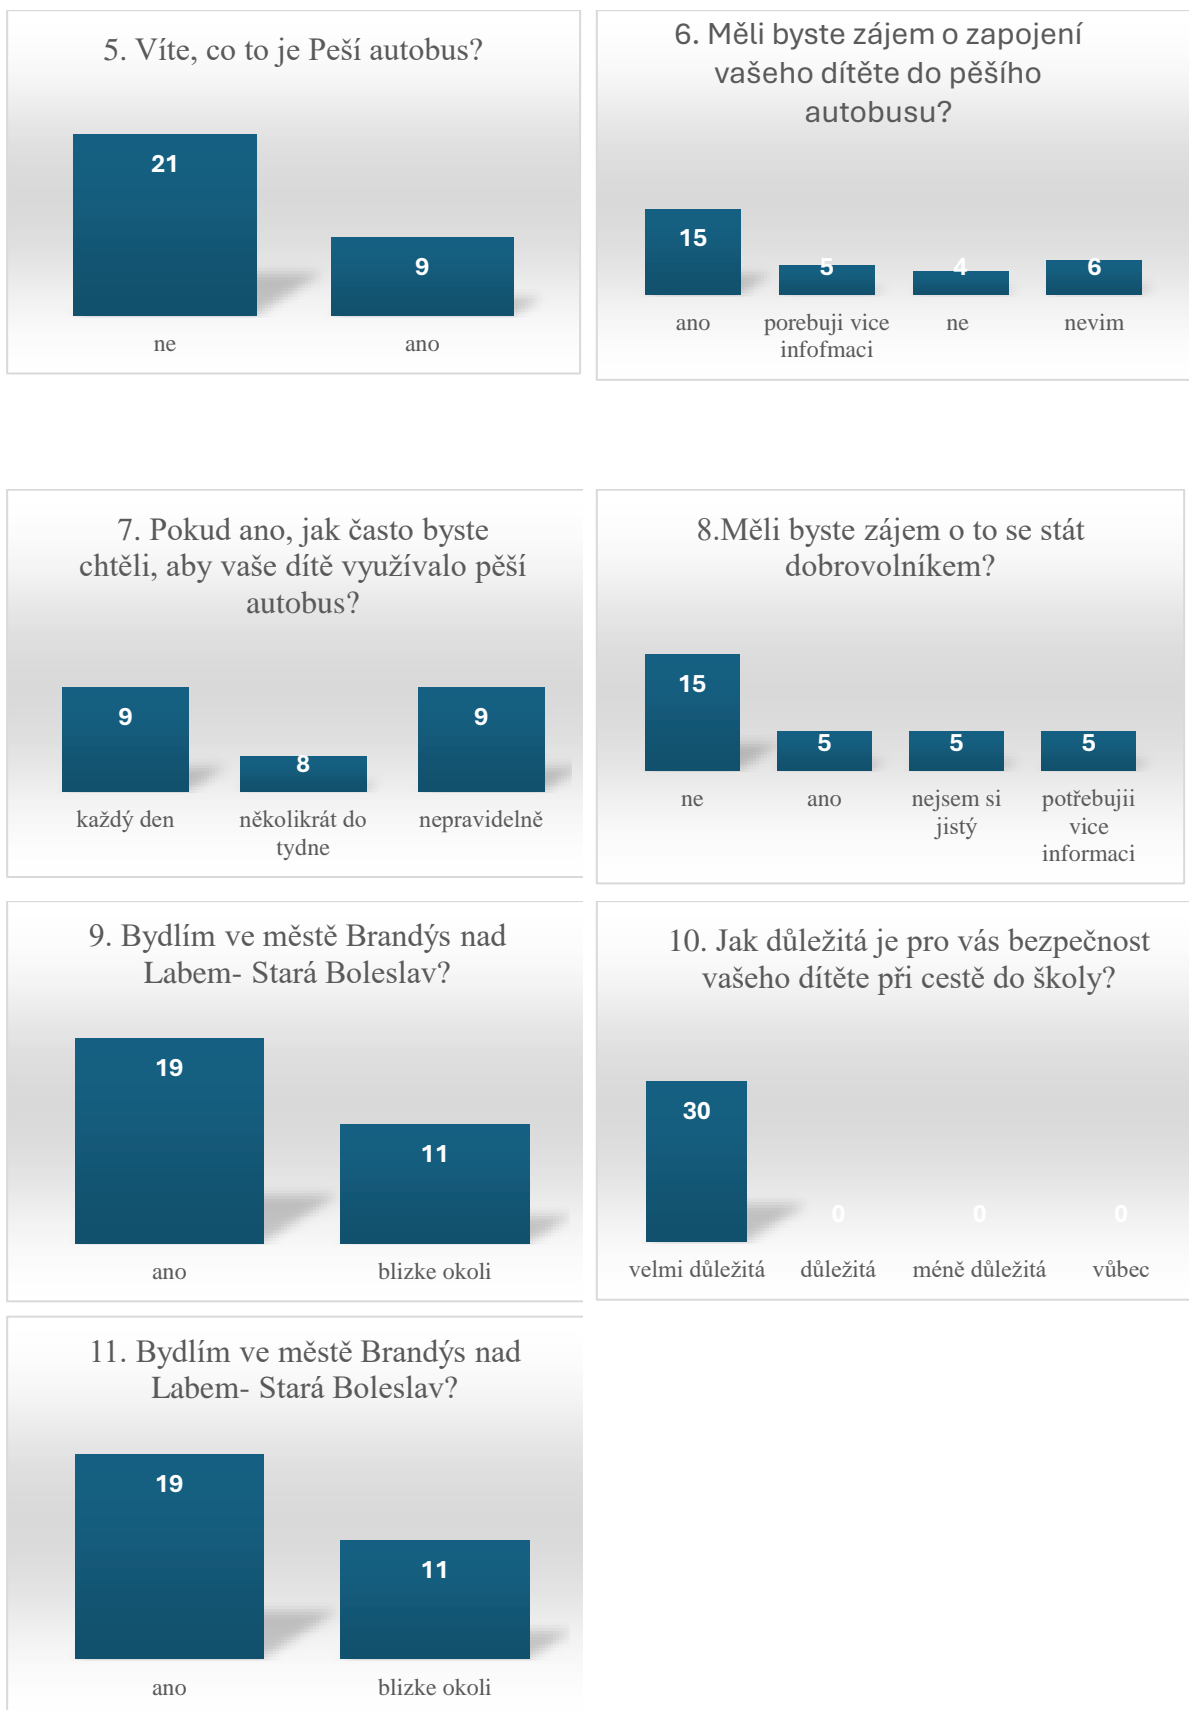 5. Víte, co to je Peší autobus?
21
9
ne
ano
6. Měli byste zájem o zapojení
vašeho dítěte do pěšího
autobusu?
15
5
4
6
ano
porebuji vice
infofmaci
ne
nevim
7. Pokud ano, jak často byste
chtěli, aby vaše dítě využívalo pěší
autobus?
9
8
9
každý den
několikrát do
tydne
nepravidelně
8.Měli byste zájem o to se stát
dobrovolníkem?
15
5
5
5
ne
ano
nejsem si
jistý
potřebujii
vice
informaci
9. Bydlím ve městě Brandýs nad
Labem- Stará Boleslav?
19
11
ano
blizke okoli
10. Jak důležitá je pro vás bezpečnost
vašeho dítěte při cestě do školy?
30
0
0
0
velmi důležitá
důležitá
méně důležitá
vůbec
11. Bydlím ve městě Brandýs nad
Labem- Stará Boleslav?
19
11
ano
blizke okoli